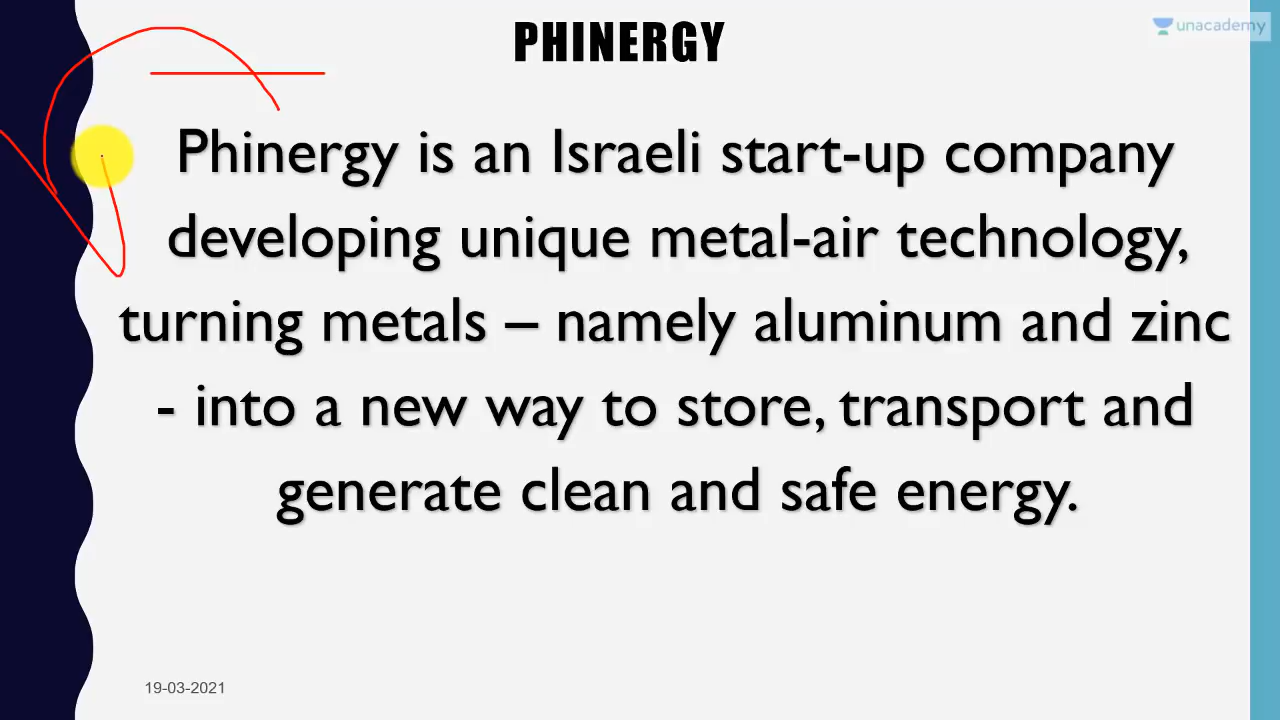 PHINERGY
unacademy
Phinergy is an Israeli start-up company
developing unique metal-air technology,
turning metals – namely aluminum and zinc
- into a new way to store, transport and
generate clean and safe energy.
19-03-2021